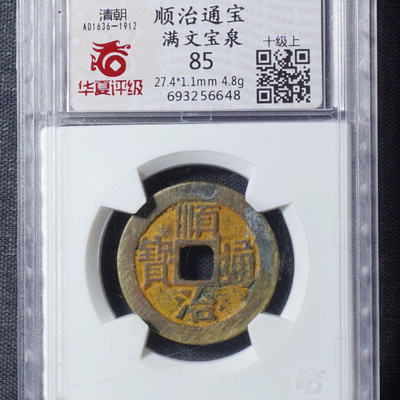 清朝
AD1636-1912
华夏评级
顺治通宝
满文宝泉
85
27.4*1.1mm 4.8g
693256648
十级上
順治通寶